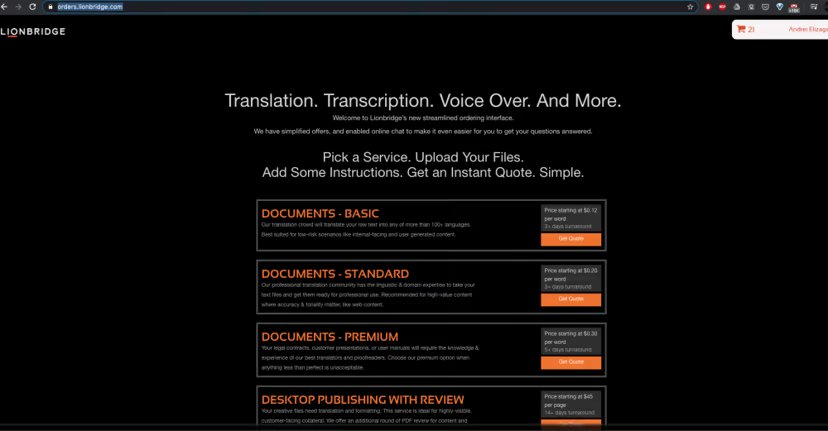 orders.lionbridge.com
LIONBRIDGE
21
Andrei Elizaga
Translation. Transcription. Voice Over. And More.
Welcome to Lionbridge's new streamlined ordering interface.
We have simplified offers, and enabled online chat to make it even easier for you to get your questions answered.
Pick a Service. Upload Your Files.
Add Some Instructions. Get an Instant Quote. Simple.
DOCUMENTS - BASIC
Our translation crowd will translate your raw text into any of more than 100+ languages.
Best suited for low-risk scenarios like internal-facing and user generated content.
Price starting at $0.12
per word
3+ days turnaround
Get Quote
DOCUMENTS - STANDARD
Our professional translation community has the linguistic & domain expertise to take your
text files and get them ready for professional use. Recommended for high-value content
where accuracy & tonality matter, like web content.
Price starting at $0.20
per word
3+ days turnaround
Get Quote
DOCUMENTS - PREMIUM
Your legal contracts, customer presentations, or user manuals will require the knowledge &
experience of our best translators and proofreaders. Choose our premium option when
anything less than perfect is unacceptable.
Price starting at $0.30
per word
5+ days turnaround
Get Quote
DESKTOP PUBLISHING WITH REVIEW
Your creative files need translation and formatting. This service is ideal for highly-visible,
customer-facing collateral. We offer an additional round of PDF review for content and
Price starting at $45
per page
14+ days turnaround